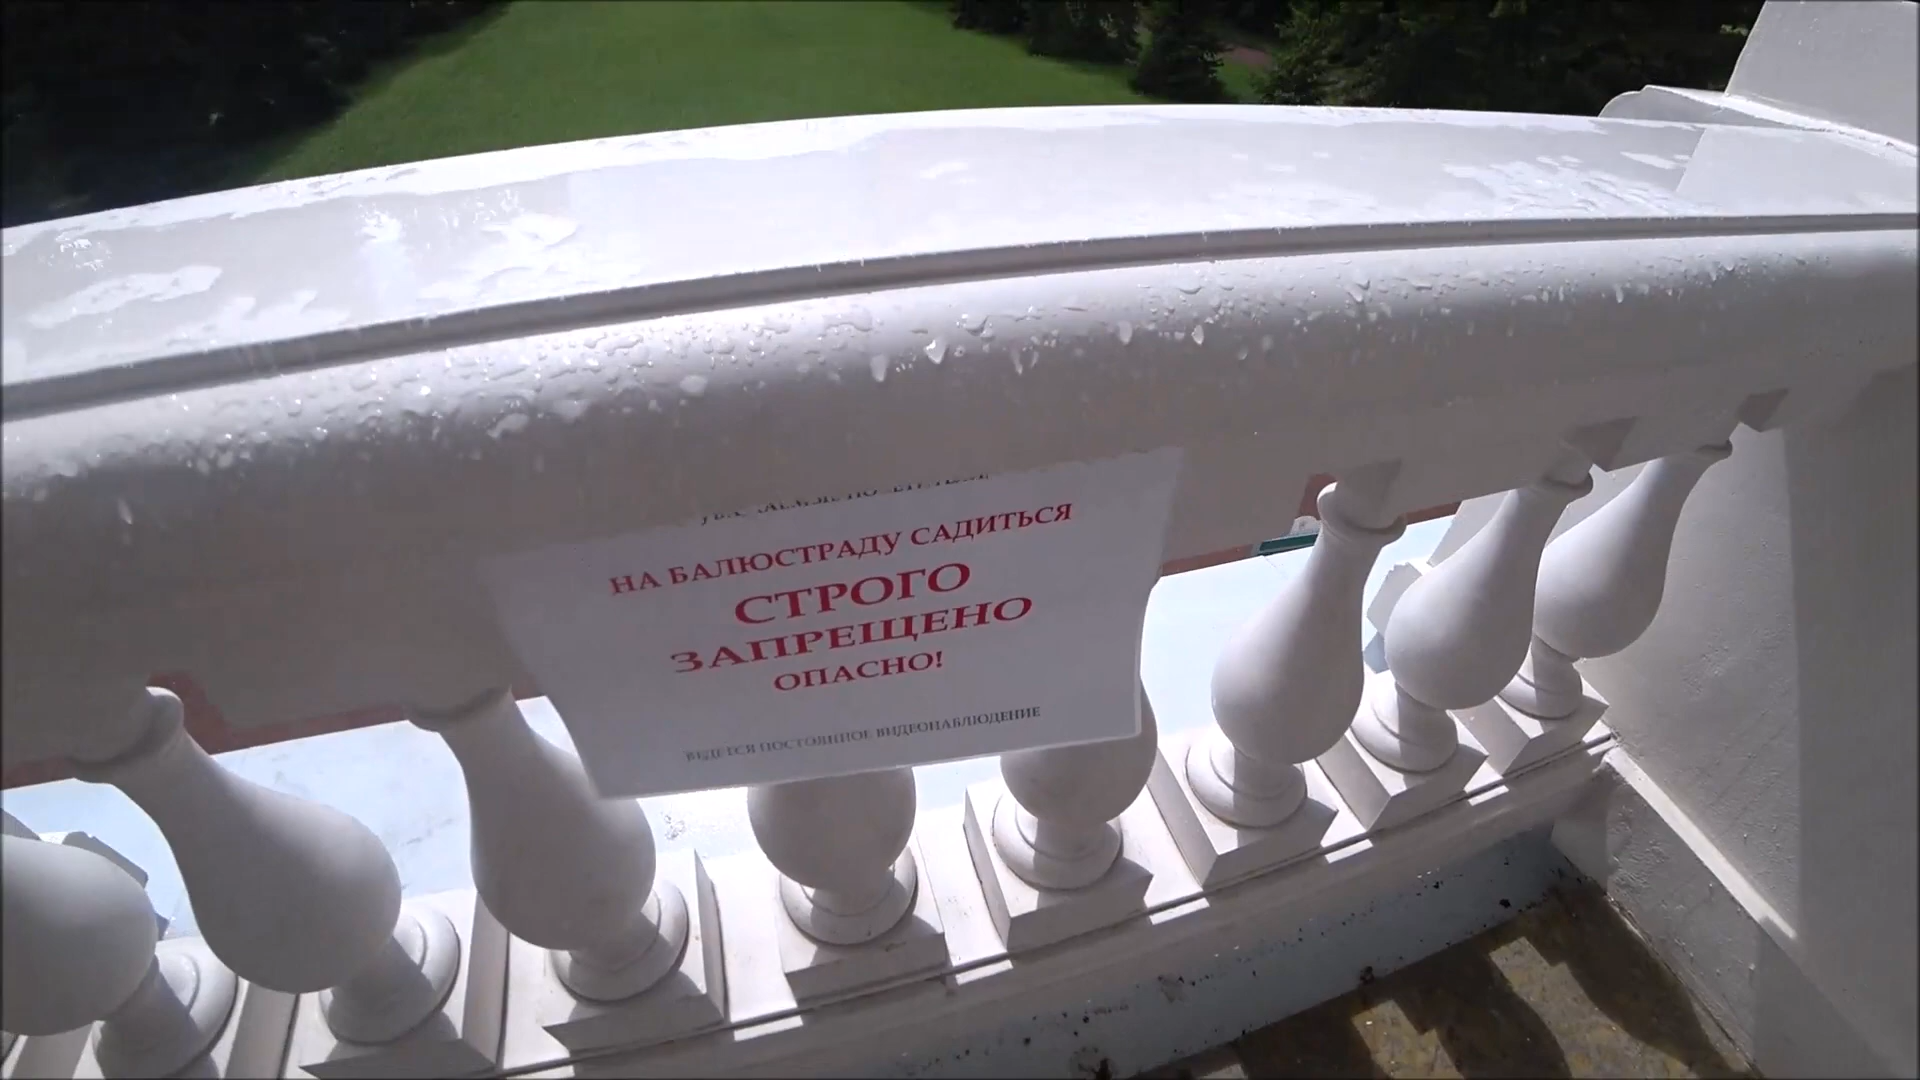 НА БАЛЮСТРАДУ САДИТЬСЯ
СТРОГО
ЗАПРЕЩЕНО
ОПАСНО!
ВЕДЕТСЯ ПОСТОЯННОЕ ВИДЕОНАБЛЮДЕНИЕ